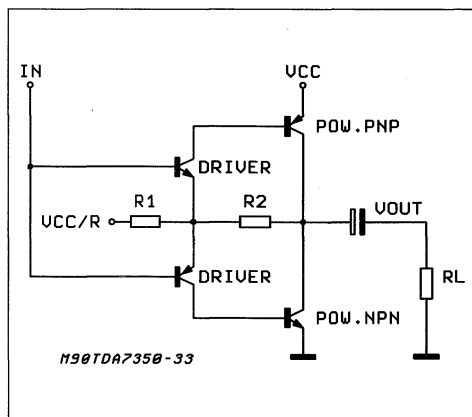 IN
VCC
POW.PNP
DRIVER
R1
R2
VCC/R
VOUT
DRIVER
RL
POW.NPN
M90TDA7350-33